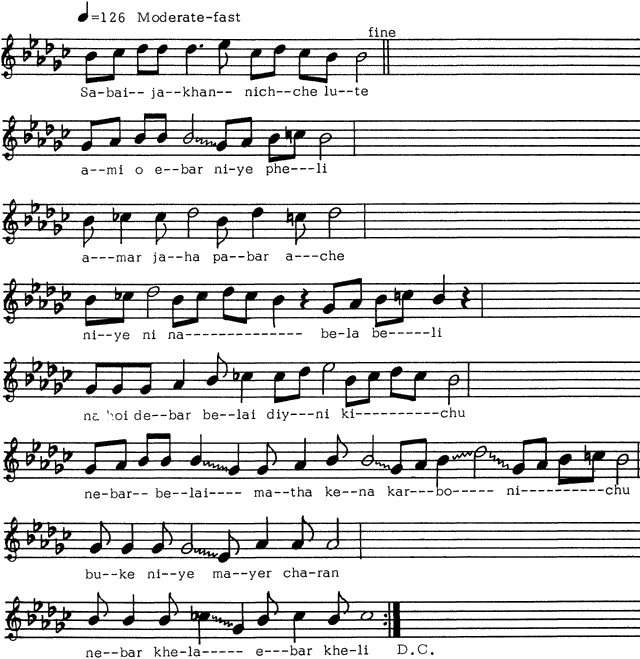 =126 Moderate-fast
fine
Sa-bai-- ja--khan-- nich--che lu--te
a--mi o e--bar ni-ye phe---li
a---mar ja--ha pa--bar a---che
ni--ye ni na-------------- be-la be-----li
de--bar be--lai diy---ni ki----------chu
ne-bar-- be--lai---- ma--tha ke--na kar--bo----- ni----------chu
bu--ke ni--ye ma--yer cha-ran
ne--bar khe-la----- e---bar khe-li D.C.